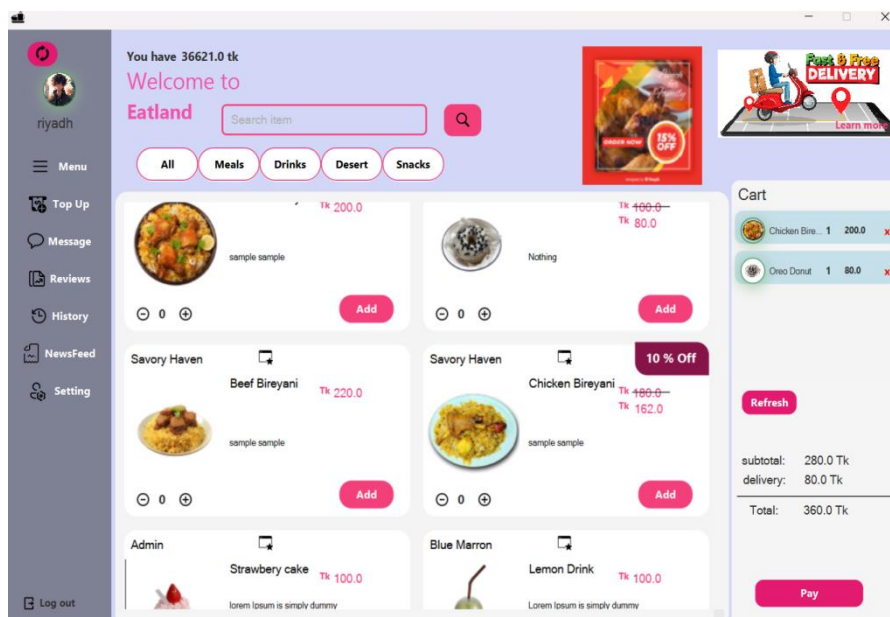 You have 36621.0 tk
Welcome to
Eatland
Search item
All
Meals
Drinks
Desert
Snacks
ORDER NOW
15%
OFF
Fast & Free
DELIVERY
Learn more
riyadh
Menu
Top Up
Message
Reviews
History
NewsFeed
Setting
Log out
Tk 200.0
sample sample
0
Add
Tk 100.0
Tk 80.0
Nothing
0
Add
Savory Haven
Beef Bireyani
Tk 220.0
sample sample
0
Add
Savory Haven
10 % Off
Chicken Bireyani
Tk 180.0
Tk 162.0
sample sample
0
Add
Admin
Strawbery cake
Tk 100.0
lorem Ipsum is simply dummy
Blue Marron
Lemon Drink
Tk 100.0
Lorem Ipsum is simply dummy
Cart
Chicken Bire... 1 200.0 x
Oreo Donut 1 80.0 x
Refresh
subtotal: 280.0 Tk
delivery: 80.0 Tk
Total: 360.0 Tk
Pay